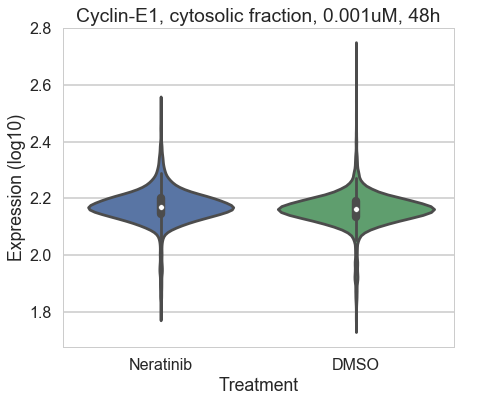 Cyclin-E1, cytosolic fraction, 0.001uM, 48h
2.8
2.6
2.4
2.2
2.0
1.8
Expression (log10)
Neratinib DMSO
Treatment